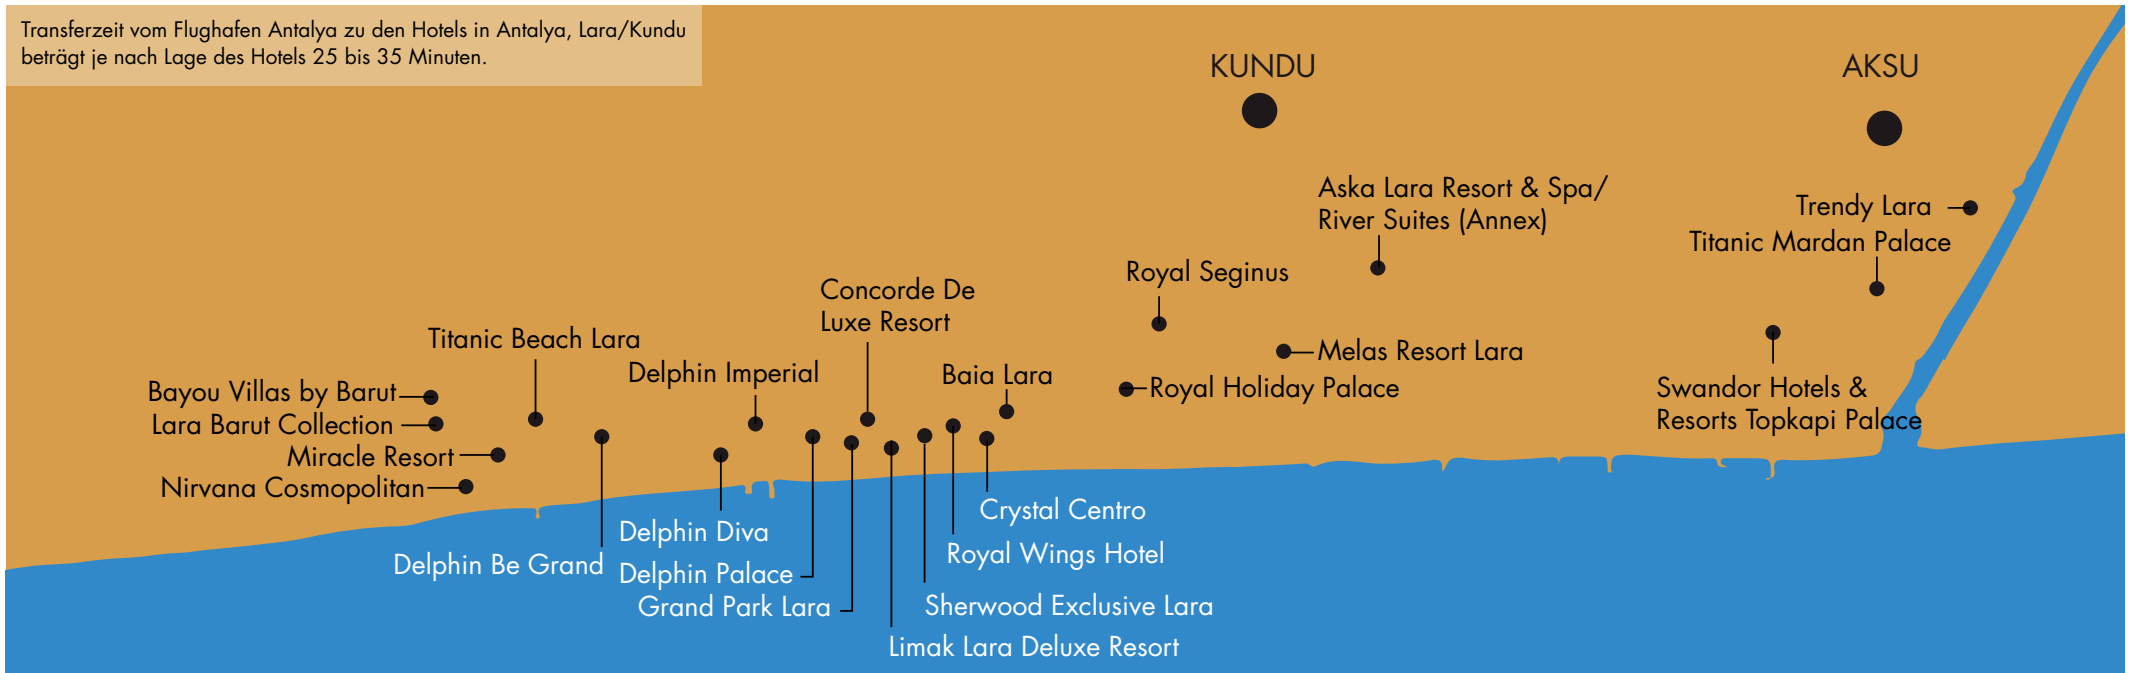 Transferzeit vom Flughafen Antalya zu den Hotels in Antalya, Lara/Kundu
beträgt je nach Lage des Hotels 25 bis 35 Minuten.
KUNDU
AKSU
Aska Lara Resort & Spa/
River Suites (Annex)
Trendy Lara
Titanic Mardan Palace
Royal Seginus
Concorde De
Luxe Resort
Titanic Beach Lara
Melas Resort Lara
Delphin Imperial
Baia Lara
Royal Holiday Palace
Swandor Hotels &
Resorts Topkapi Palace
Bayou Villas by Barut
Lara Barut Collection
Miracle Resort
Nirvana Cosmopolitan
Crystal Centro
Delphin Diva
Royal Wings Hotel
Delphin Be Grand
Delphin Palace
Grand Park Lara
Sherwood Exclusive Lara
Limak Lara Deluxe Resort